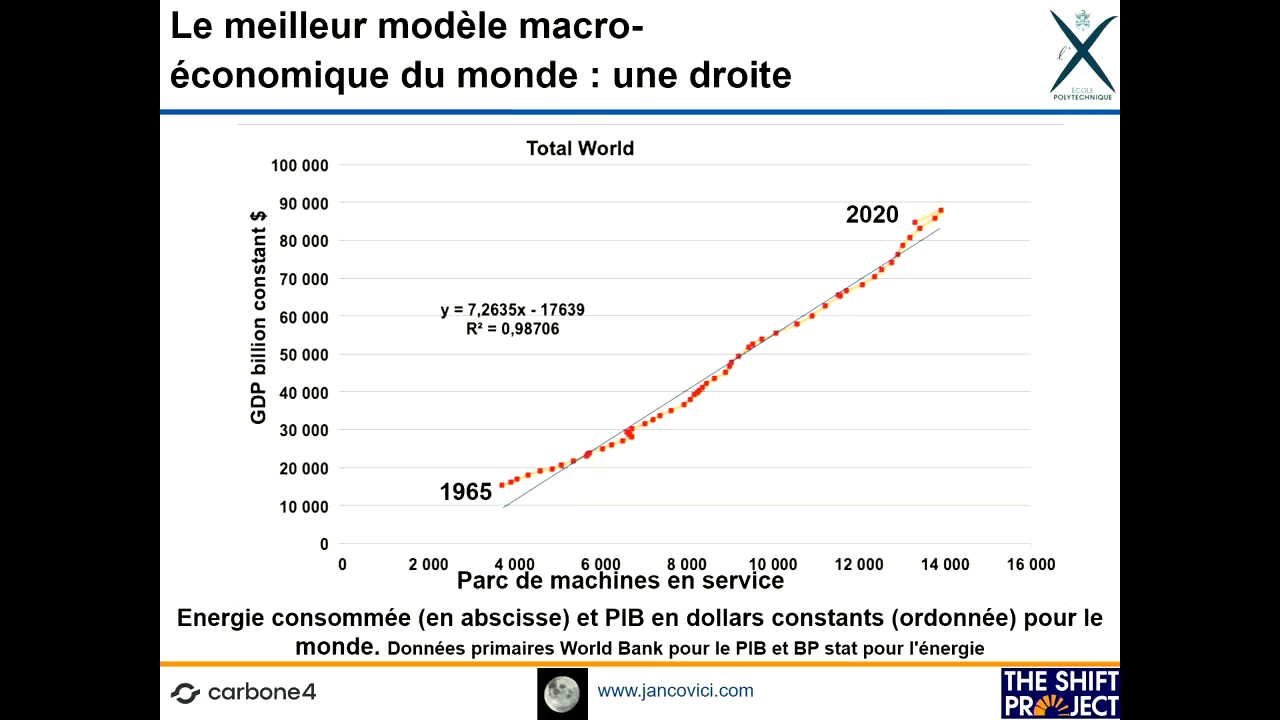 Le meilleur modèle macro-
économique du monde : une droite
l'
ÉCOLE
POLYTECHNIQUE
Total World
100 000
90 000
80 000
70 000
60 000
50 000
40 000
30 000
20 000
10 000
0
GDP billion constant $
2020
y = 7,2635x - 17639
R² = 0,98706
1965
0 2 000 4 000 6 000 8 000 10 000 12 000 14 000 16 000
Parc de machines en service
Energie consommée (en abscisse) et PIB en dollars constants (ordonnée) pour le
monde. Données primaires World Bank pour le PIB et BP stat pour l'énergie
carbone4
www.jancovici.com
THE SHIFT
PROJECT